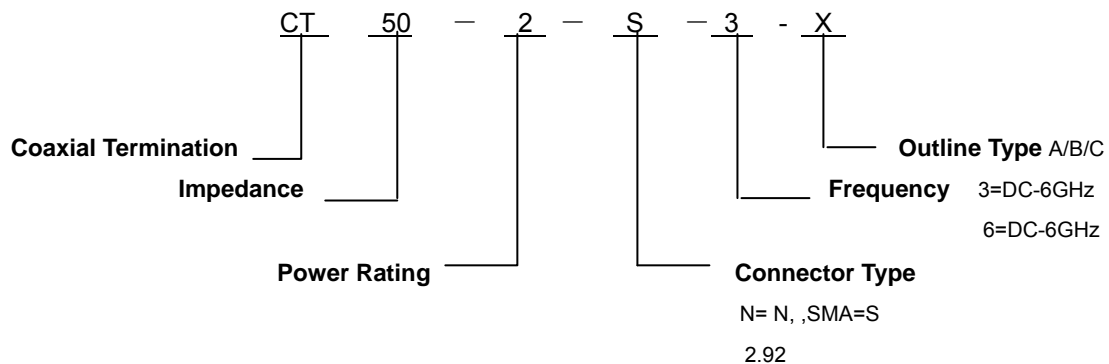 CT 50 — 2 — S - 3 - X
Coaxial Termination
Outline Type A/B/C
Impedance
Frequency 3=DC-6GHz
6=DC-6GHz
Power Rating
Connector Type
N= N, ,SMA=S
2.92